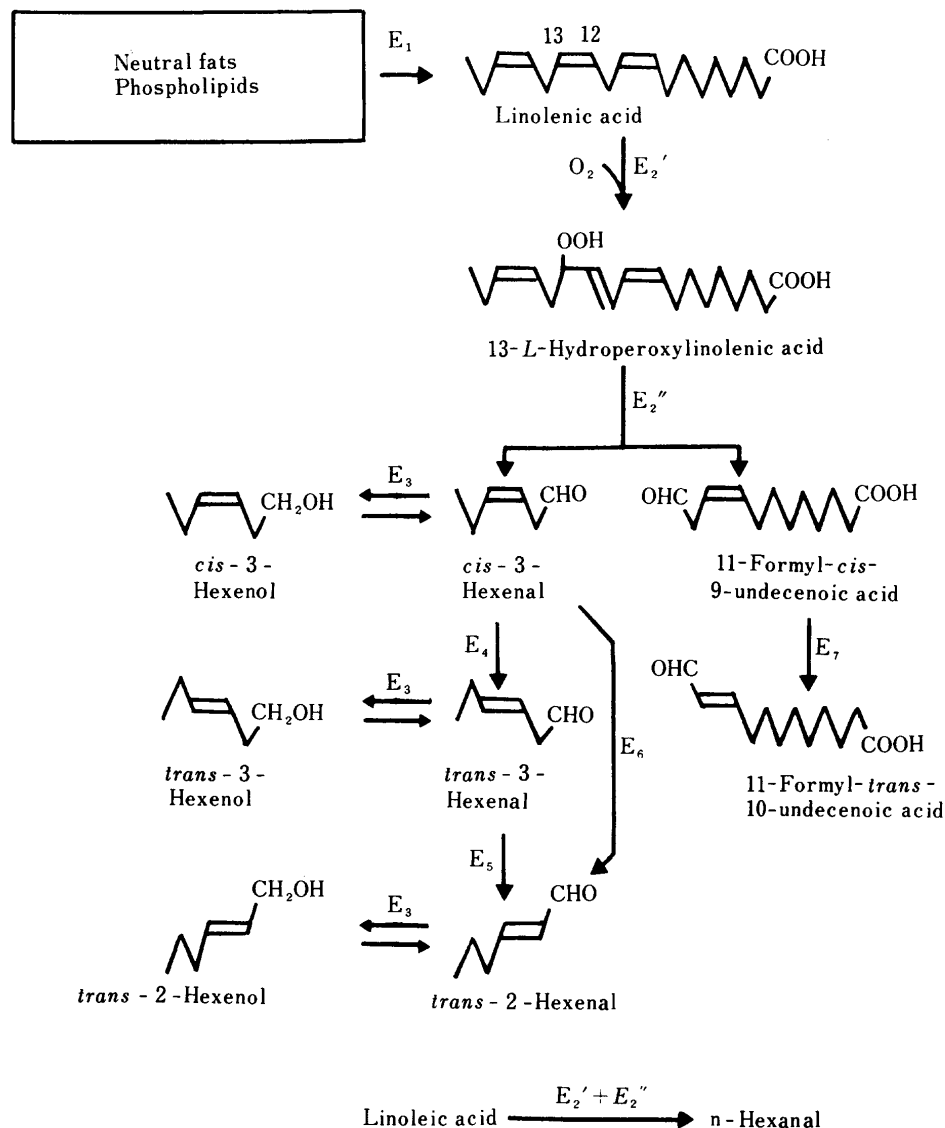 Neutral fats
Phospholipids
E₁
13 12
COOH
Linolenic acid
O₂
E₂′
OOH
COOH
13-L-Hydroperoxylinolenic acid
E₂″
CH₂OH
E₃
CHO
OHC
COOH
cis-3-
Hexenol
cis-3-
Hexenal
11-Formyl-cis-
9-undecenoic acid
E₄
E₇
CH₂OH
E₃
CHO
OHC
COOH
E₆
trans-3-
Hexenol
trans-3-
Hexenal
11-Formyl-trans-
10-undecenoic acid
E₅
CH₂OH
E₃
CHO
trans-2-Hexenol
trans-2-Hexenal
Linoleic acid
E₂′+E₂″
n-Hexanal